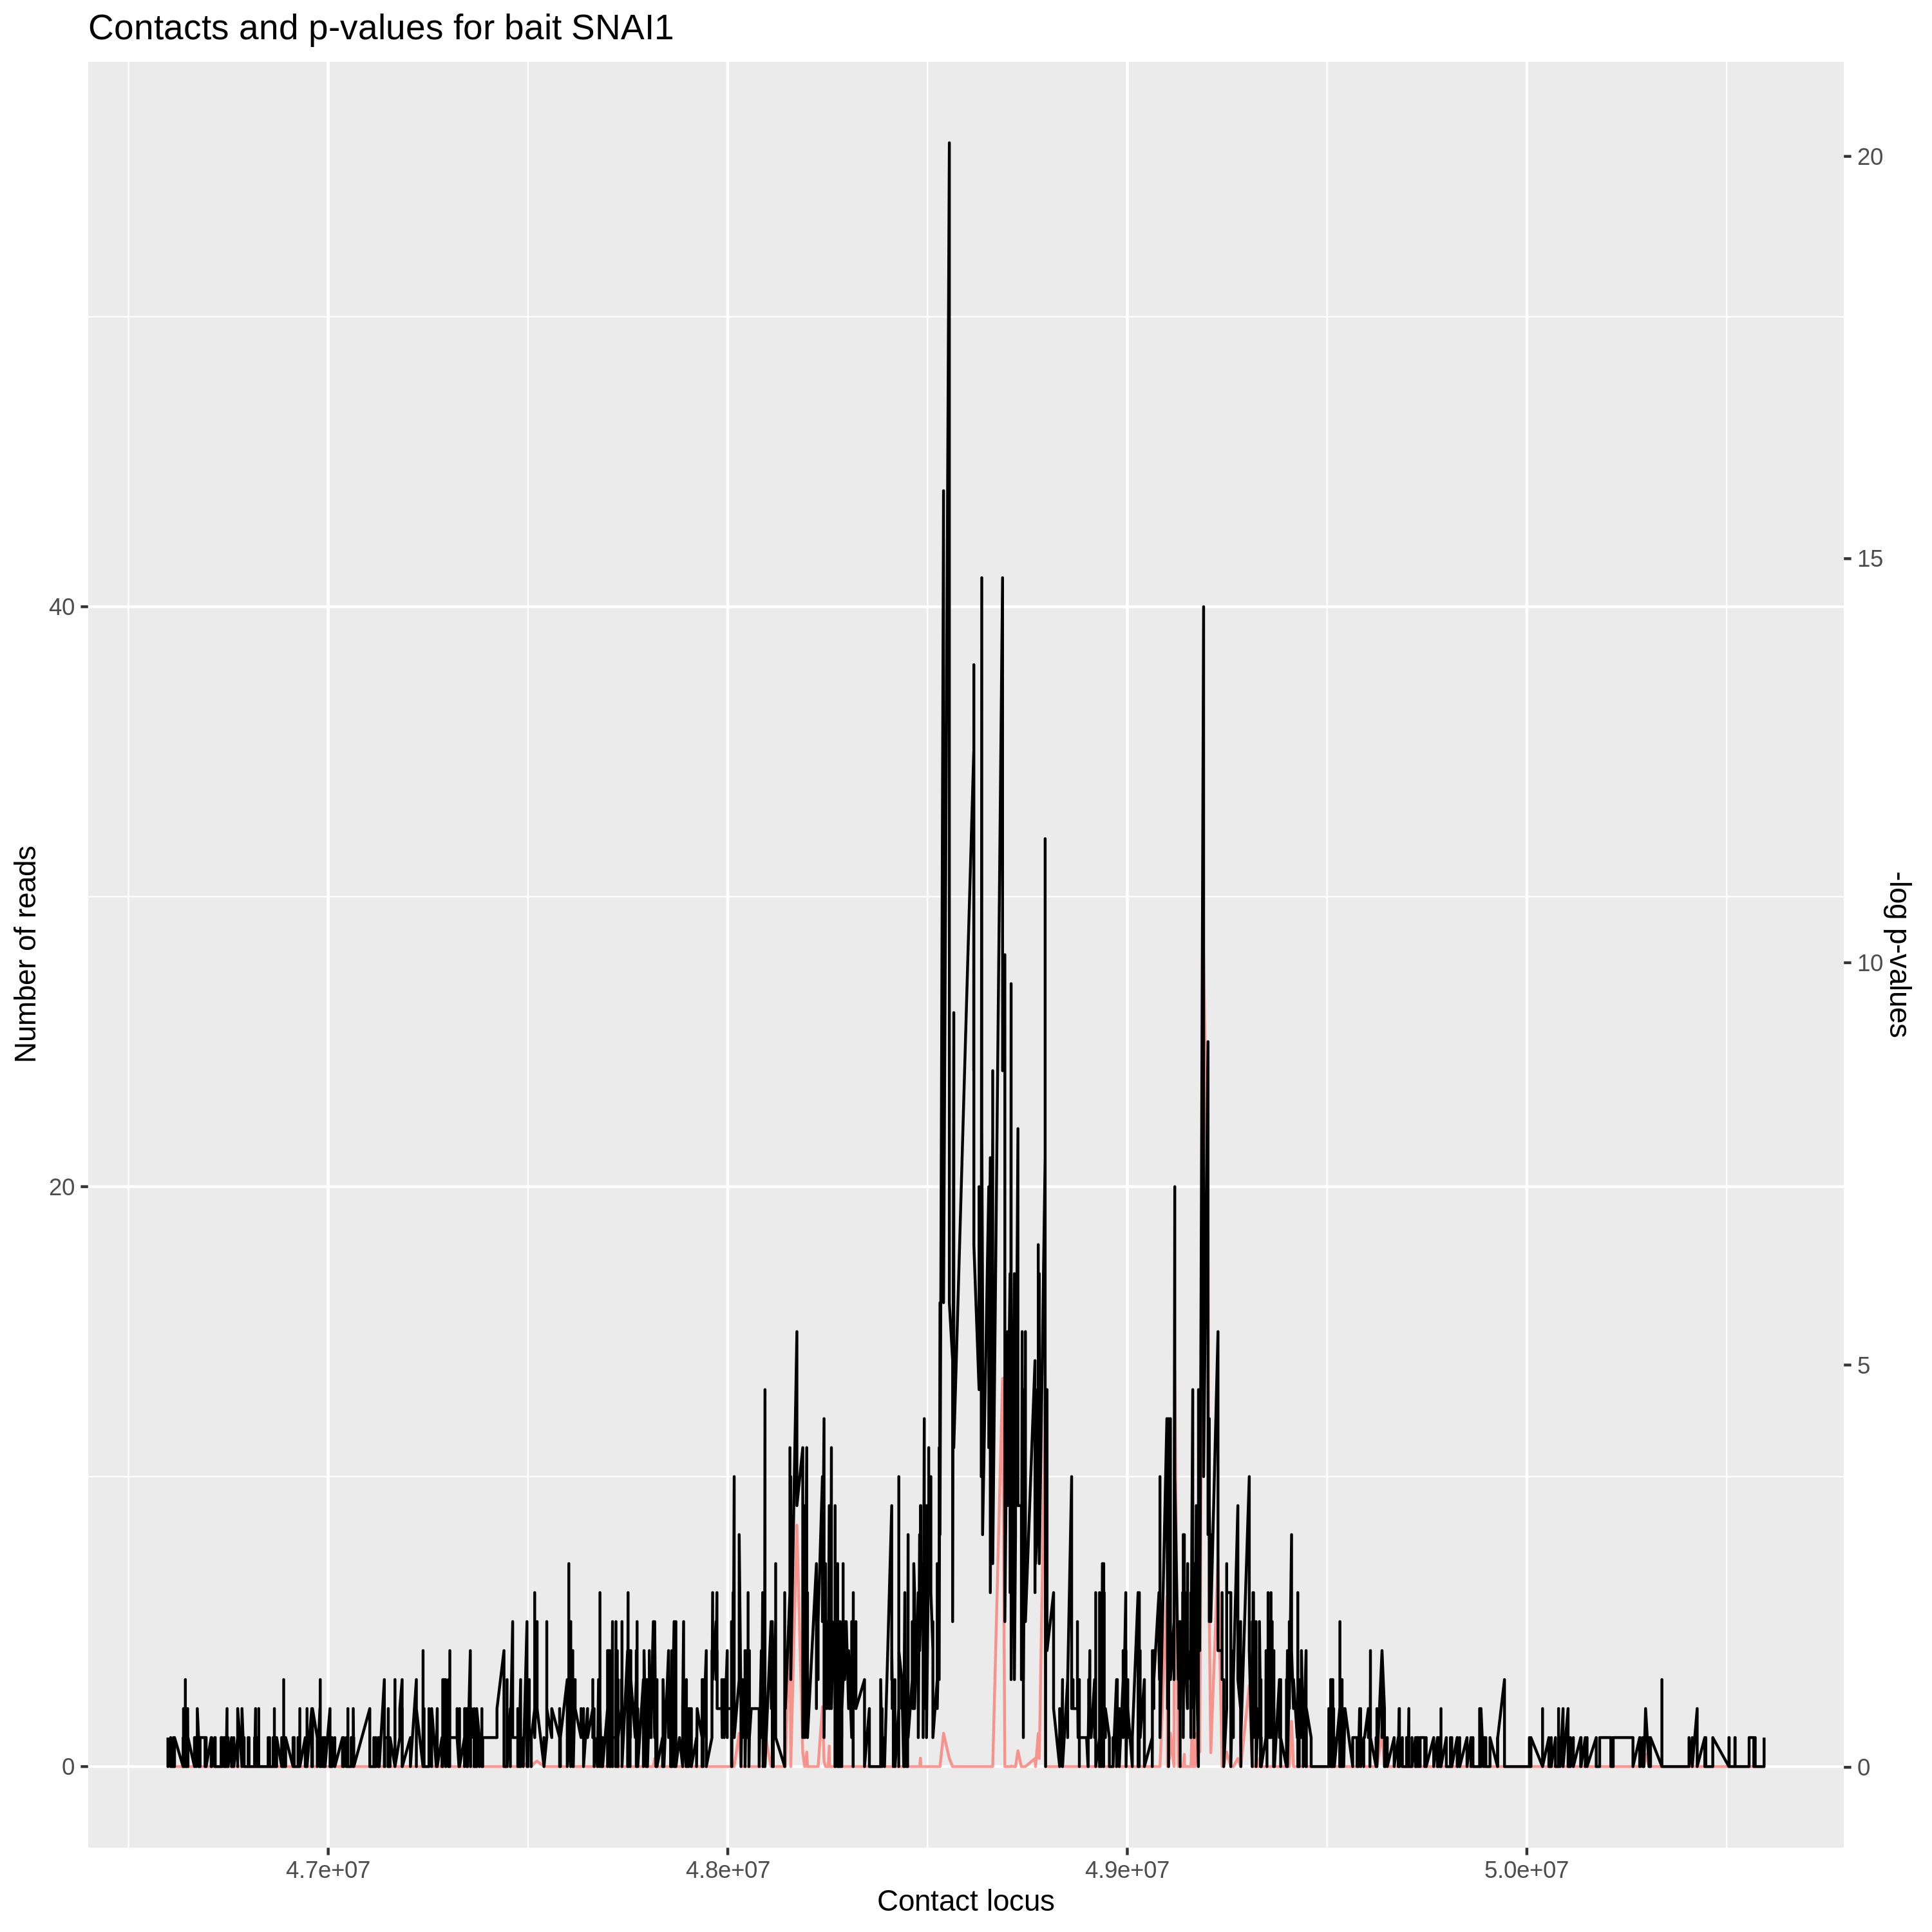 Contacts and p-values for bait SNAI1
Number of reads
40
20
0
20
15
10
5
0
-log p-values
4.7e+07 4.8e+07 4.9e+07 5.0e+07
Contact locus